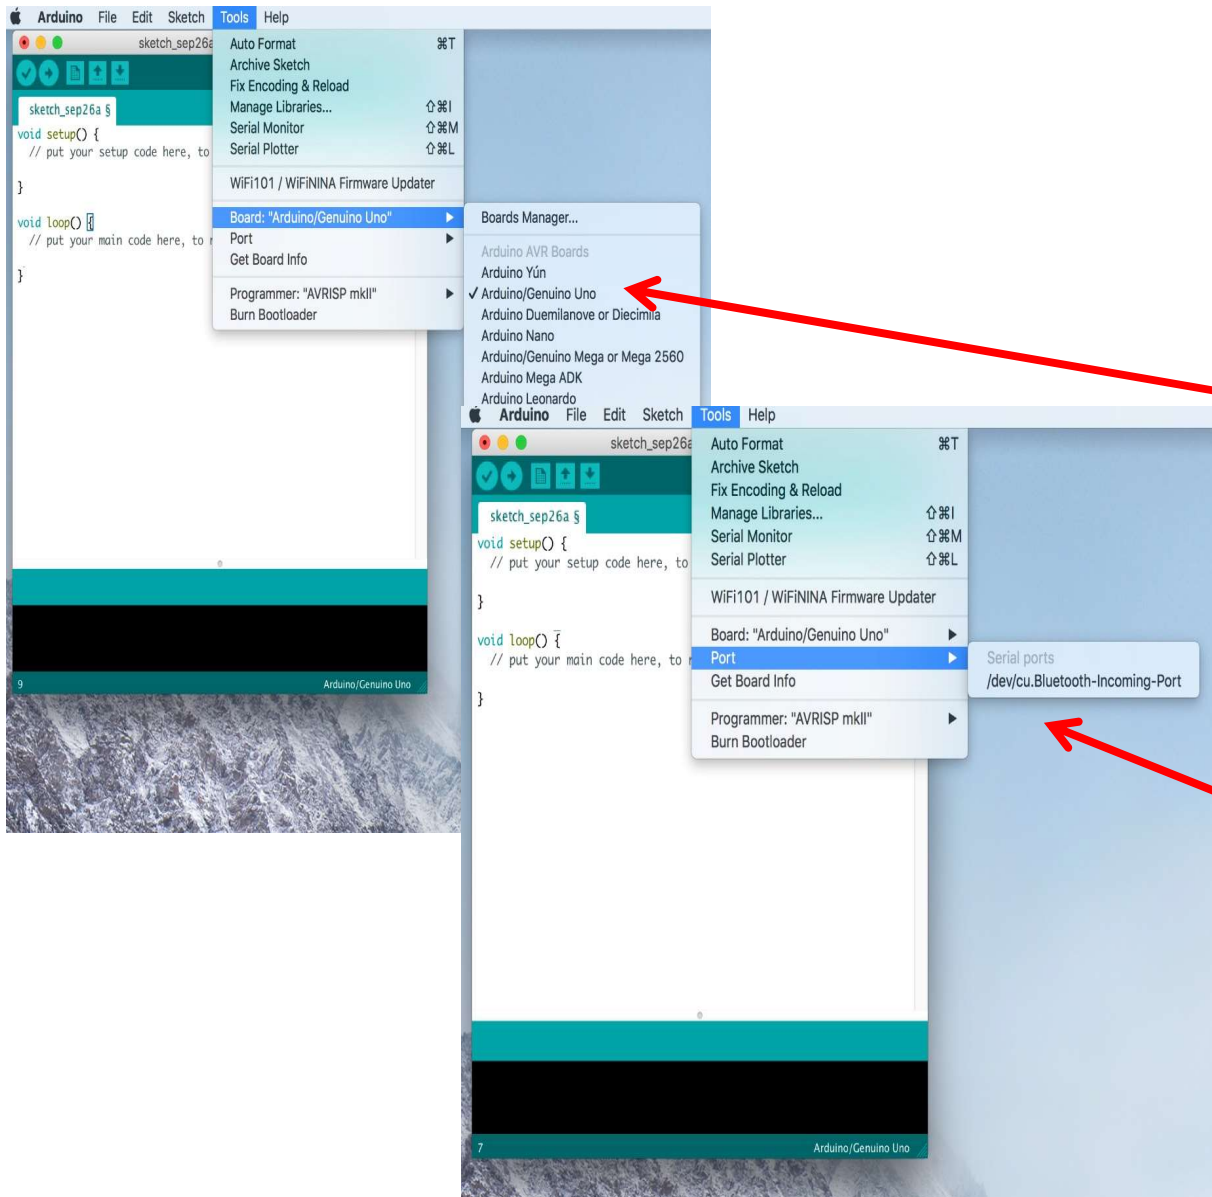 Arduino File Edit Sketch Tools Help
sketch_sep26a
sketch_sep26a §
void setup() {
// put your setup code here, to
}
void loop() {
// put your main code here, to r
}
9
Arduino/Genuino Uno
Auto Format ⌘T
Archive Sketch
Fix Encoding & Reload
Manage Libraries... ⇧⌘I
Serial Monitor ⇧⌘M
Serial Plotter ⇧⌘L
WiFi101 / WiFiNINA Firmware Updater
Board: "Arduino/Genuino Uno"
Port
Get Board Info
Programmer: "AVRISP mkII"
Burn Bootloader
Boards Manager...
Arduino AVR Boards
Arduino Yún
✓ Arduino/Genuino Uno
Arduino Duemilanove or Diecimila
Arduino Nano
Arduino/Genuino Mega or Mega 2560
Arduino Mega ADK
Arduino Leonardo
Arduino File Edit Sketch Tools Help
sketch_sep26a
sketch_sep26a §
void setup() {
// put your setup code here, to
}
void loop() {
// put your main code here, to r
}
7
Arduino/Genuino Uno
Auto Format ⌘T
Archive Sketch
Fix Encoding & Reload
Manage Libraries... ⇧⌘I
Serial Monitor ⇧⌘M
Serial Plotter ⇧⌘L
WiFi101 / WiFiNINA Firmware Updater
Board: "Arduino/Genuino Uno"
Port
Get Board Info
Programmer: "AVRISP mkII"
Burn Bootloader
Serial ports
/dev/cu.Bluetooth-Incoming-Port